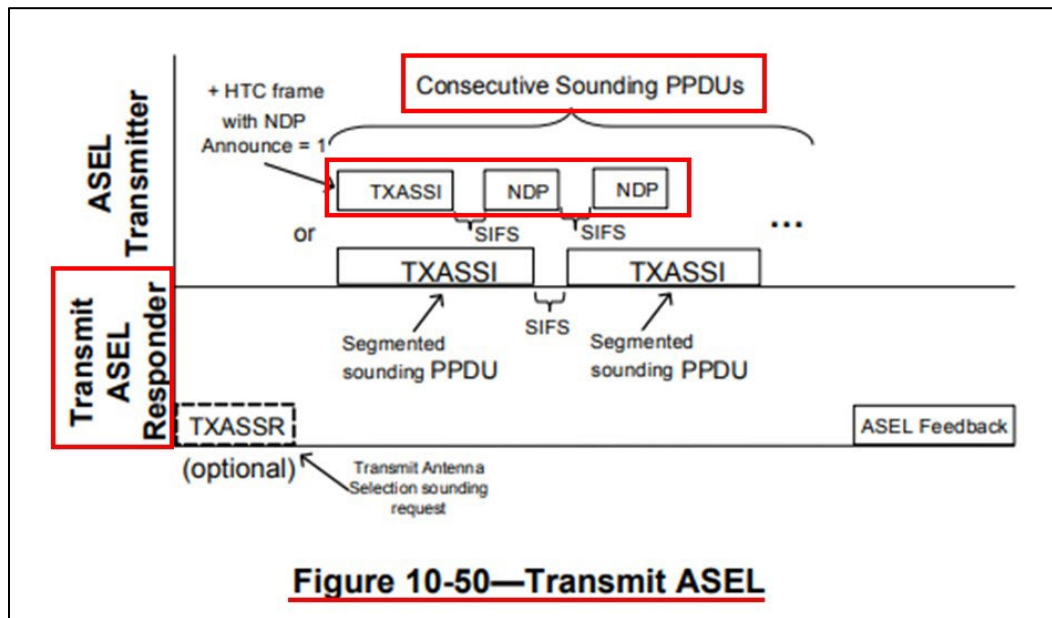 ASEL
Transmitter
+ HTC frame
with NDP
Announce = 1
Consecutive Sounding PPDUs
TXASSI
NDP
NDP
SIFS
SIFS
...
or
TXASSI
TXASSI
SIFS
Segmented
sounding PPDU
Segmented
sounding PPDU
Transmit
ASEL
Responder
TXASSR
(optional)
Transmit Antenna
Selection sounding
request
ASEL Feedback
Figure 10-50—Transmit ASEL